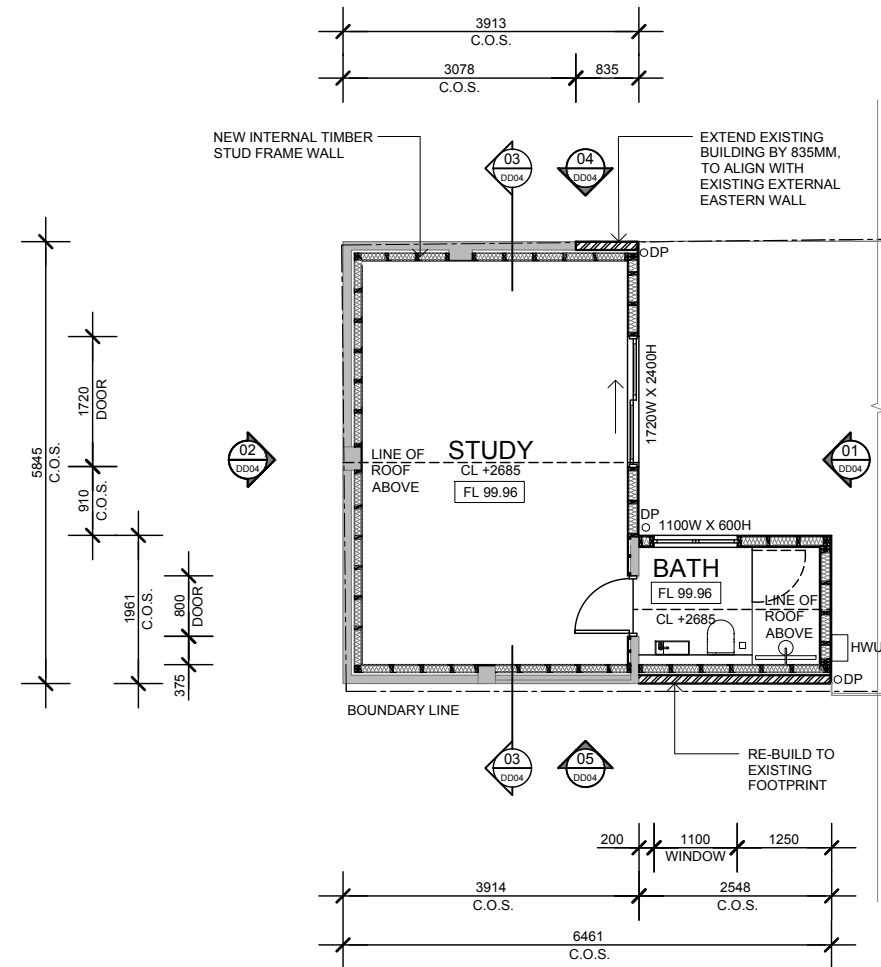 3913
C.O.S.
3078
C.O.S.
835
NEW INTERNAL TIMBER
STUD FRAME WALL
03
DD04
04
DD04
EXTEND EXISTING
BUILDING BY 835MM,
TO ALIGN WITH
EXISTING EXTERNAL
EASTERN WALL
DP
1720
DOOR
1720W X 2400H
5845
C.O.S.
02
DD04
LINE OF
ROOF
ABOVE
STUDY
CL +2685
FL 99.96
01
DD04
910
C.O.S.
DP
1100W X 600H
1961
C.O.S.
800
DOOR
BATH
FL 99.96
CL +2685
LINE OF
ROOF
ABOVE
HWU
375
DP
BOUNDARY LINE
03
DD04
05
DD04
RE-BUILD TO
EXISTING
FOOTPRINT
200
1100
WINDOW
1250
3914
C.O.S.
2548
C.O.S.
6461
C.O.S.